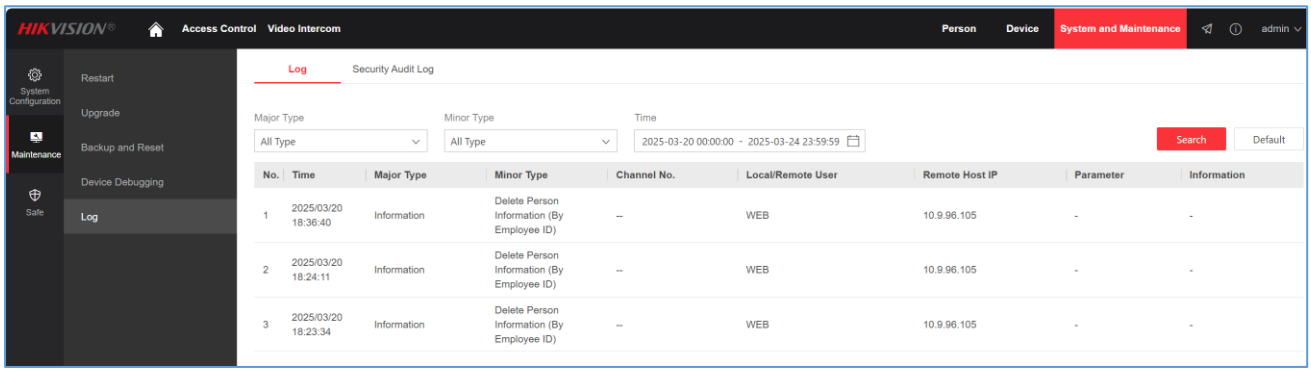 HIKVISION® Access Control Video Intercom Person Device System and Maintenance admin
System Configuration
Maintenance
Safe
Restart
Upgrade
Backup and Reset
Device Debugging
Log
Log Security Audit Log
Major Type Minor Type Time
All Type All Type 2025-03-20 00:00:00 - 2025-03-24 23:59:59 Search Default
No. Time Major Type Minor Type Channel No. Local/Remote User Remote Host IP Parameter Information
1 2025/03/20 18:36:40 Information Delete Person Information (By Employee ID) -- WEB 10.9.96.105 - -
2 2025/03/20 18:24:11 Information Delete Person Information (By Employee ID) -- WEB 10.9.96.105 - -
3 2025/03/20 18:23:34 Information Delete Person Information (By Employee ID) -- WEB 10.9.96.105 - -